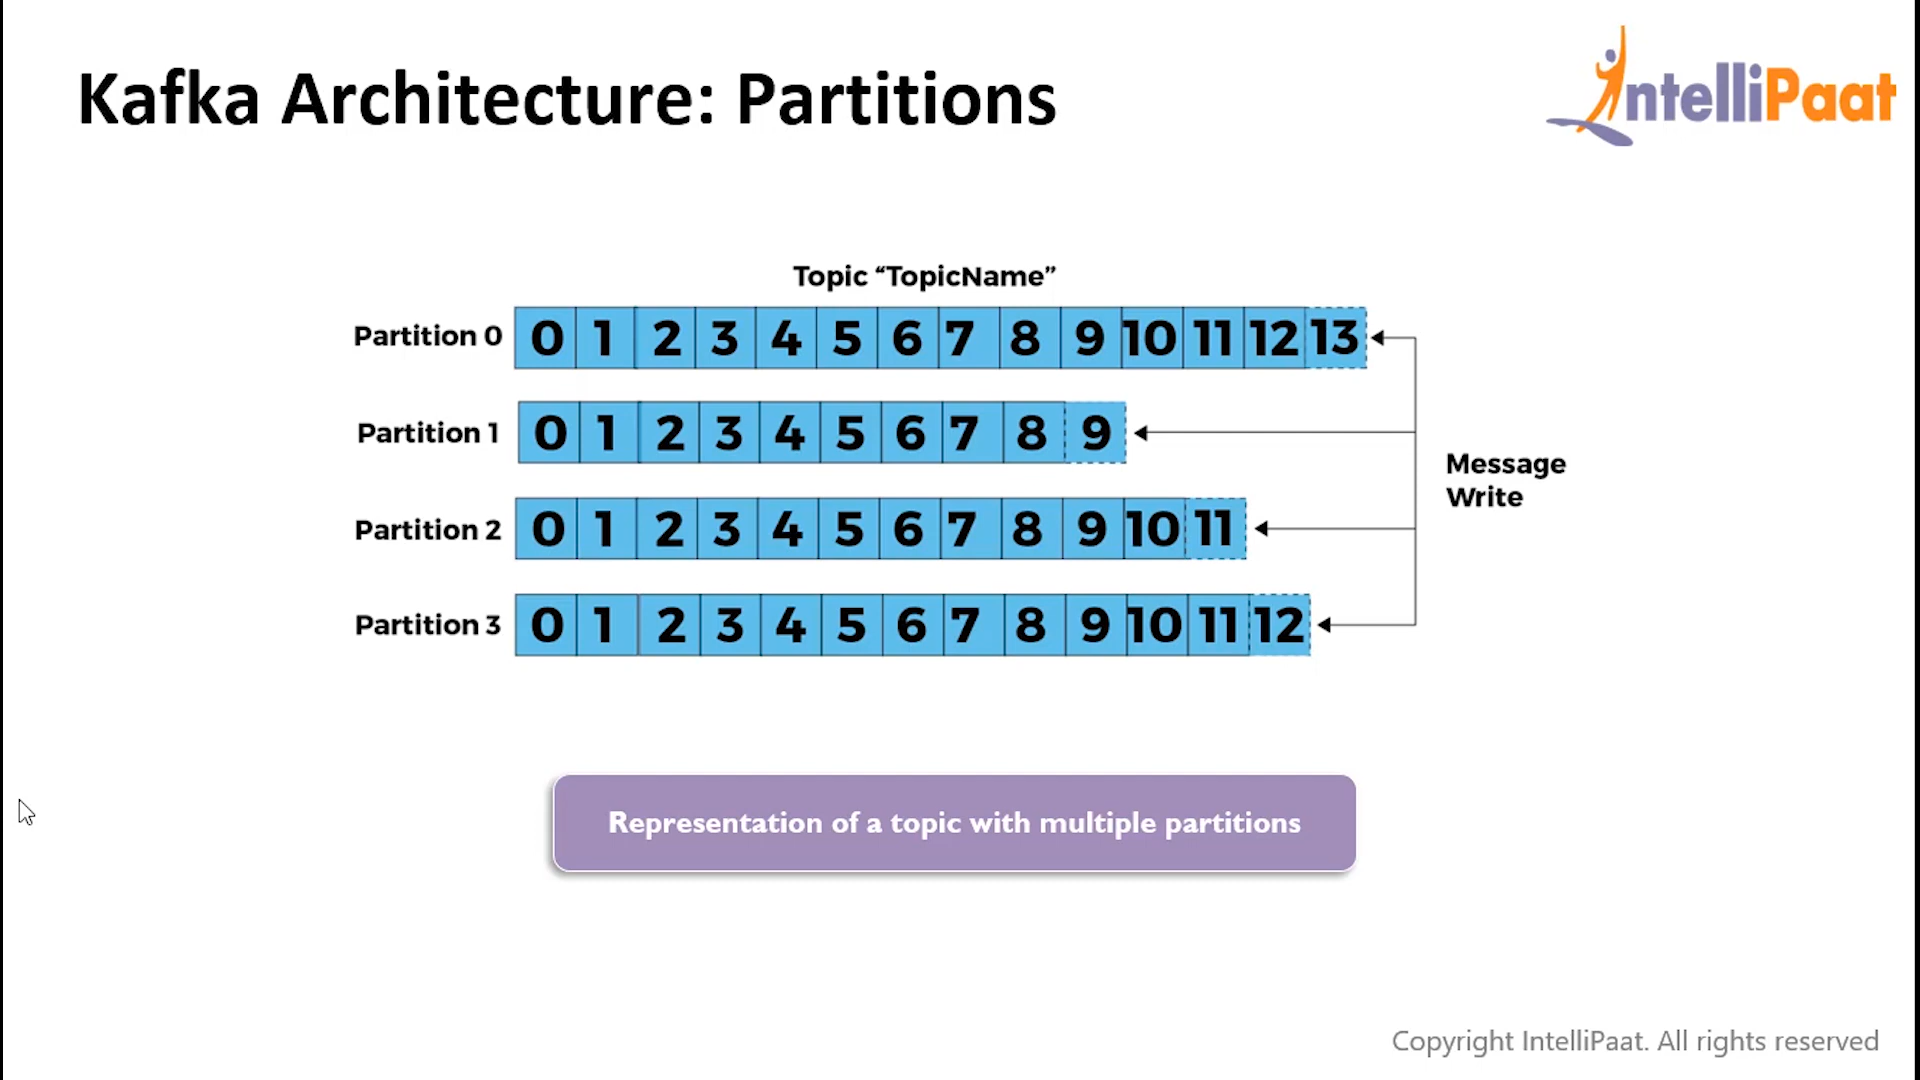 Kafka Architecture: Partitions
IntelliPaat
Topic “TopicName”
Partition 0 0 1 2 3 4 5 6 7 8 9 10 11 12 13
Partition 1 0 1 2 3 4 5 6 7 8 9
Message
Write
Partition 2 0 1 2 3 4 5 6 7 8 9 10 11
Partition 3 0 1 2 3 4 5 6 7 8 9 10 11 12
Representation of a topic with multiple partitions
Copyright IntelliPaat. All rights reserved